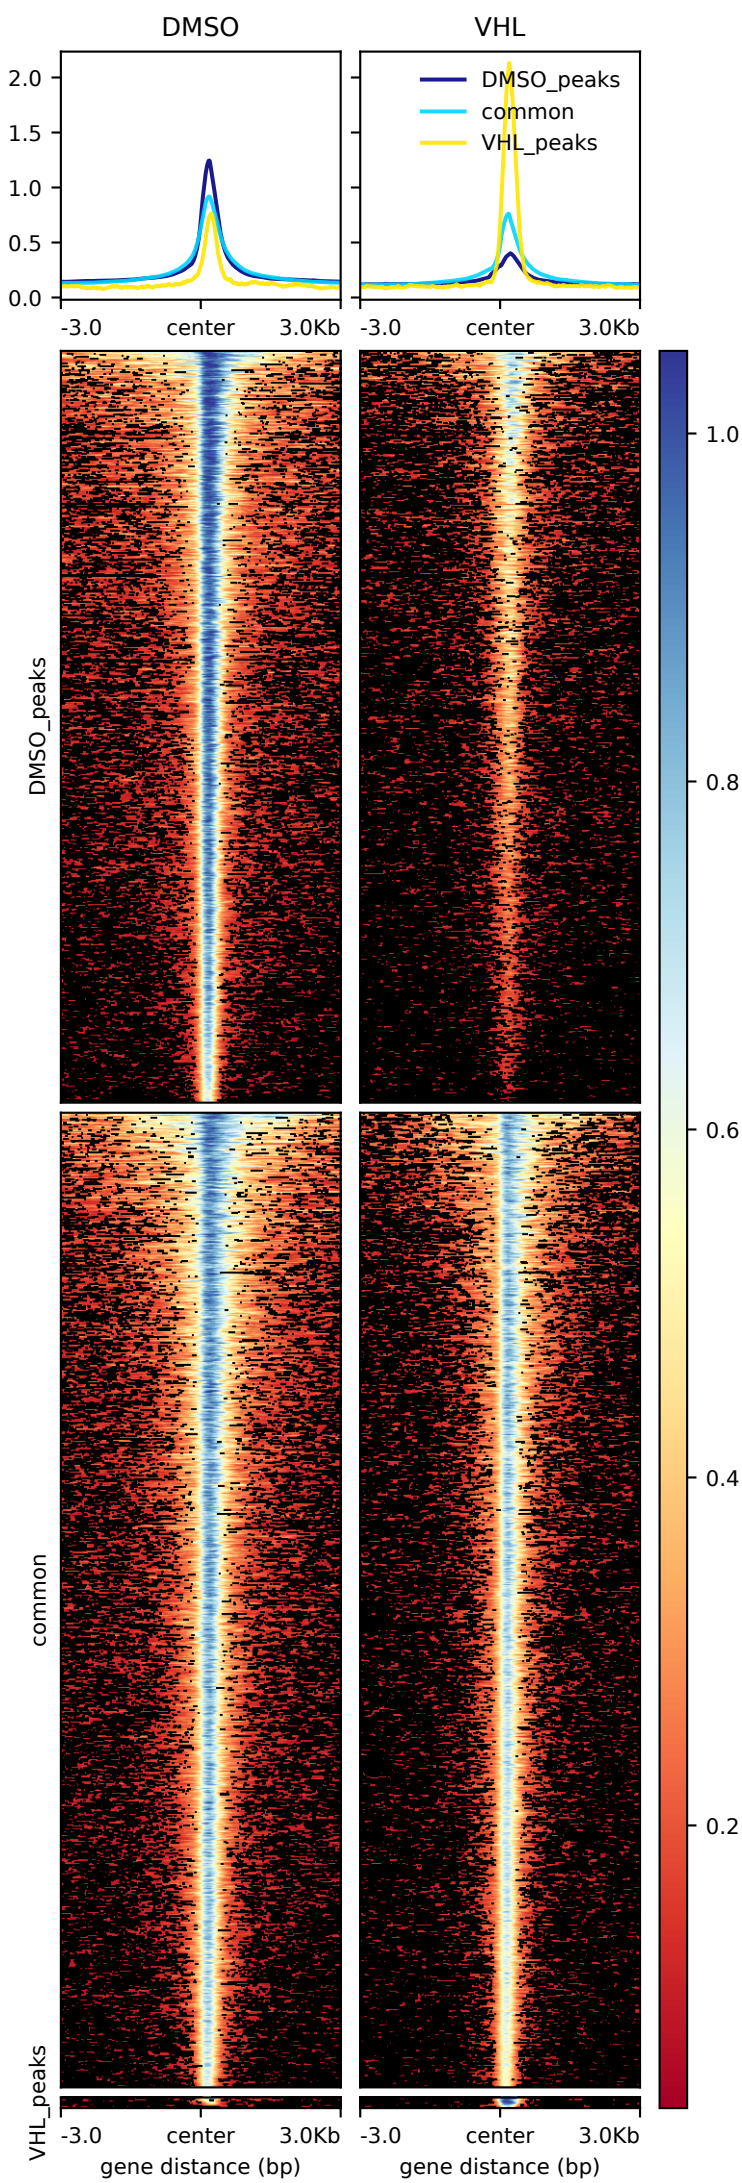 DMSO
VHL
2.0
1.5
1.0
0.5
0.0
DMSO_peaks
common
VHL_peaks
-3.0 center 3.0Kb
-3.0 center 3.0Kb
DMSO_peaks
common
VHL_peaks
1.0
0.8
0.6
0.4
0.2
-3.0 center 3.0Kb
gene distance (bp)
-3.0 center 3.0Kb
gene distance (bp)